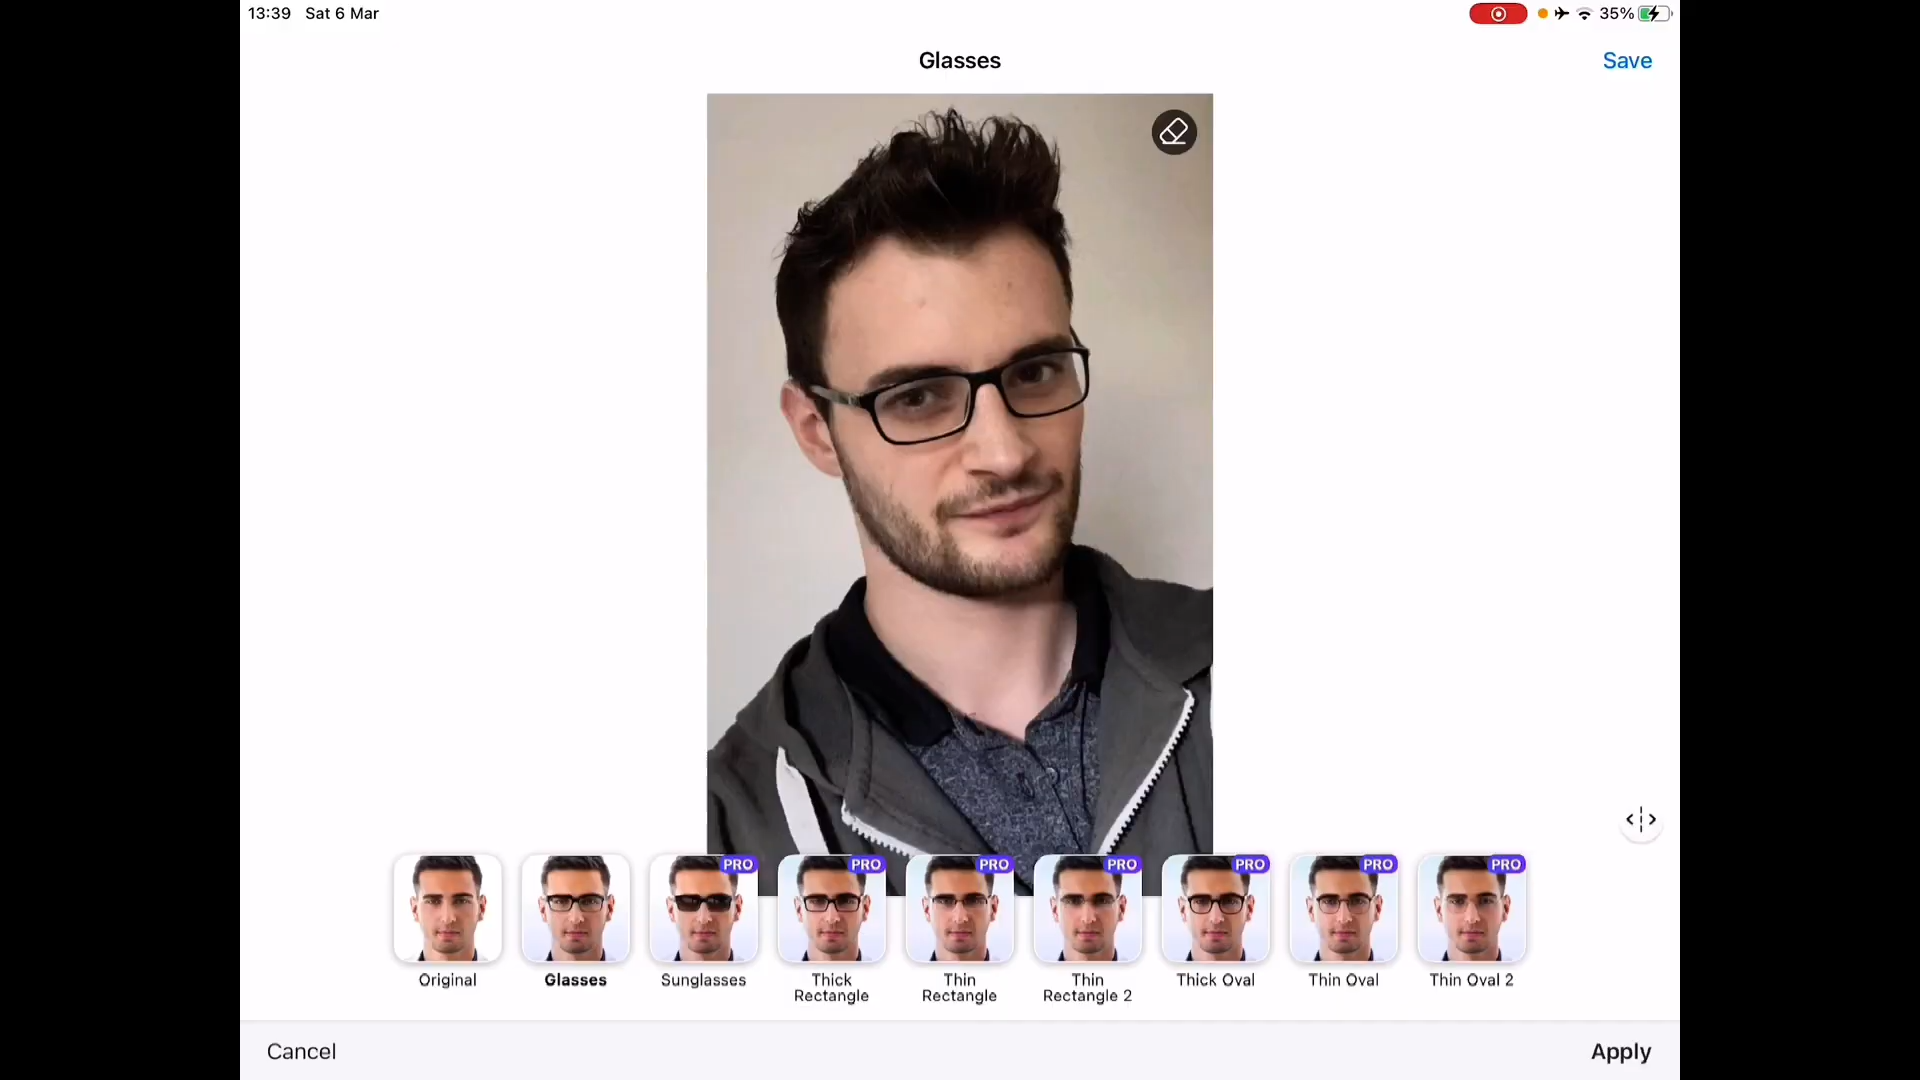 13:39 Sat 6 Mar
35%
Glasses
Save
PRO PRO PRO PRO PRO PRO PRO
Original Glasses Sunglasses Thick Rectangle Thin Rectangle Thin Rectangle 2 Thick Oval Thin Oval Thin Oval 2
Cancel
Apply